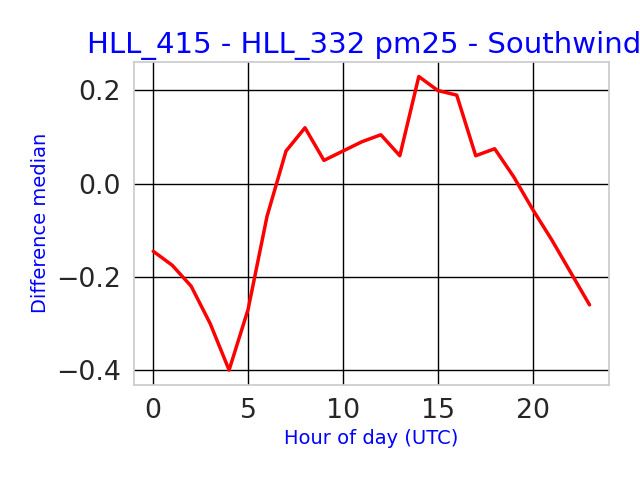 HLL_415 - HLL_332 pm25 - Southwind
0.2
0.0
−0.2
−0.4
Difference median
0 5 10 15 20
Hour of day (UTC)